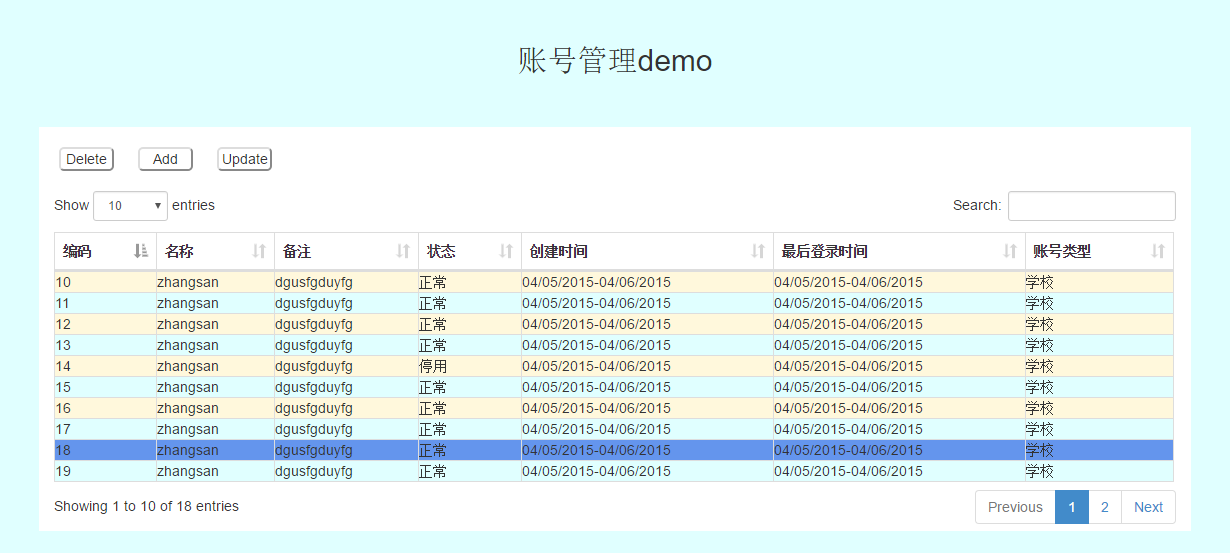 账号管理demo
Delete Add Update
Show 10 entries Search:
编码 名称 备注 状态 创建时间 最后登录时间 账号类型
10 zhangsan dgusfgduyfg 正常 04/05/2015-04/06/2015 04/05/2015-04/06/2015 学校
11 zhangsan dgusfgduyfg 正常 04/05/2015-04/06/2015 04/05/2015-04/06/2015 学校
12 zhangsan dgusfgduyfg 正常 04/05/2015-04/06/2015 04/05/2015-04/06/2015 学校
13 zhangsan dgusfgduyfg 正常 04/05/2015-04/06/2015 04/05/2015-04/06/2015 学校
14 zhangsan dgusfgduyfg 停用 04/05/2015-04/06/2015 04/05/2015-04/06/2015 学校
15 zhangsan dgusfgduyfg 正常 04/05/2015-04/06/2015 04/05/2015-04/06/2015 学校
16 zhangsan dgusfgduyfg 正常 04/05/2015-04/06/2015 04/05/2015-04/06/2015 学校
17 zhangsan dgusfgduyfg 正常 04/05/2015-04/06/2015 04/05/2015-04/06/2015 学校
18 zhangsan dgusfgduyfg 正常 04/05/2015-04/06/2015 04/05/2015-04/06/2015 学校
19 zhangsan dgusfgduyfg 正常 04/05/2015-04/06/2015 04/05/2015-04/06/2015 学校
Showing 1 to 10 of 18 entries Previous 1 2 Next